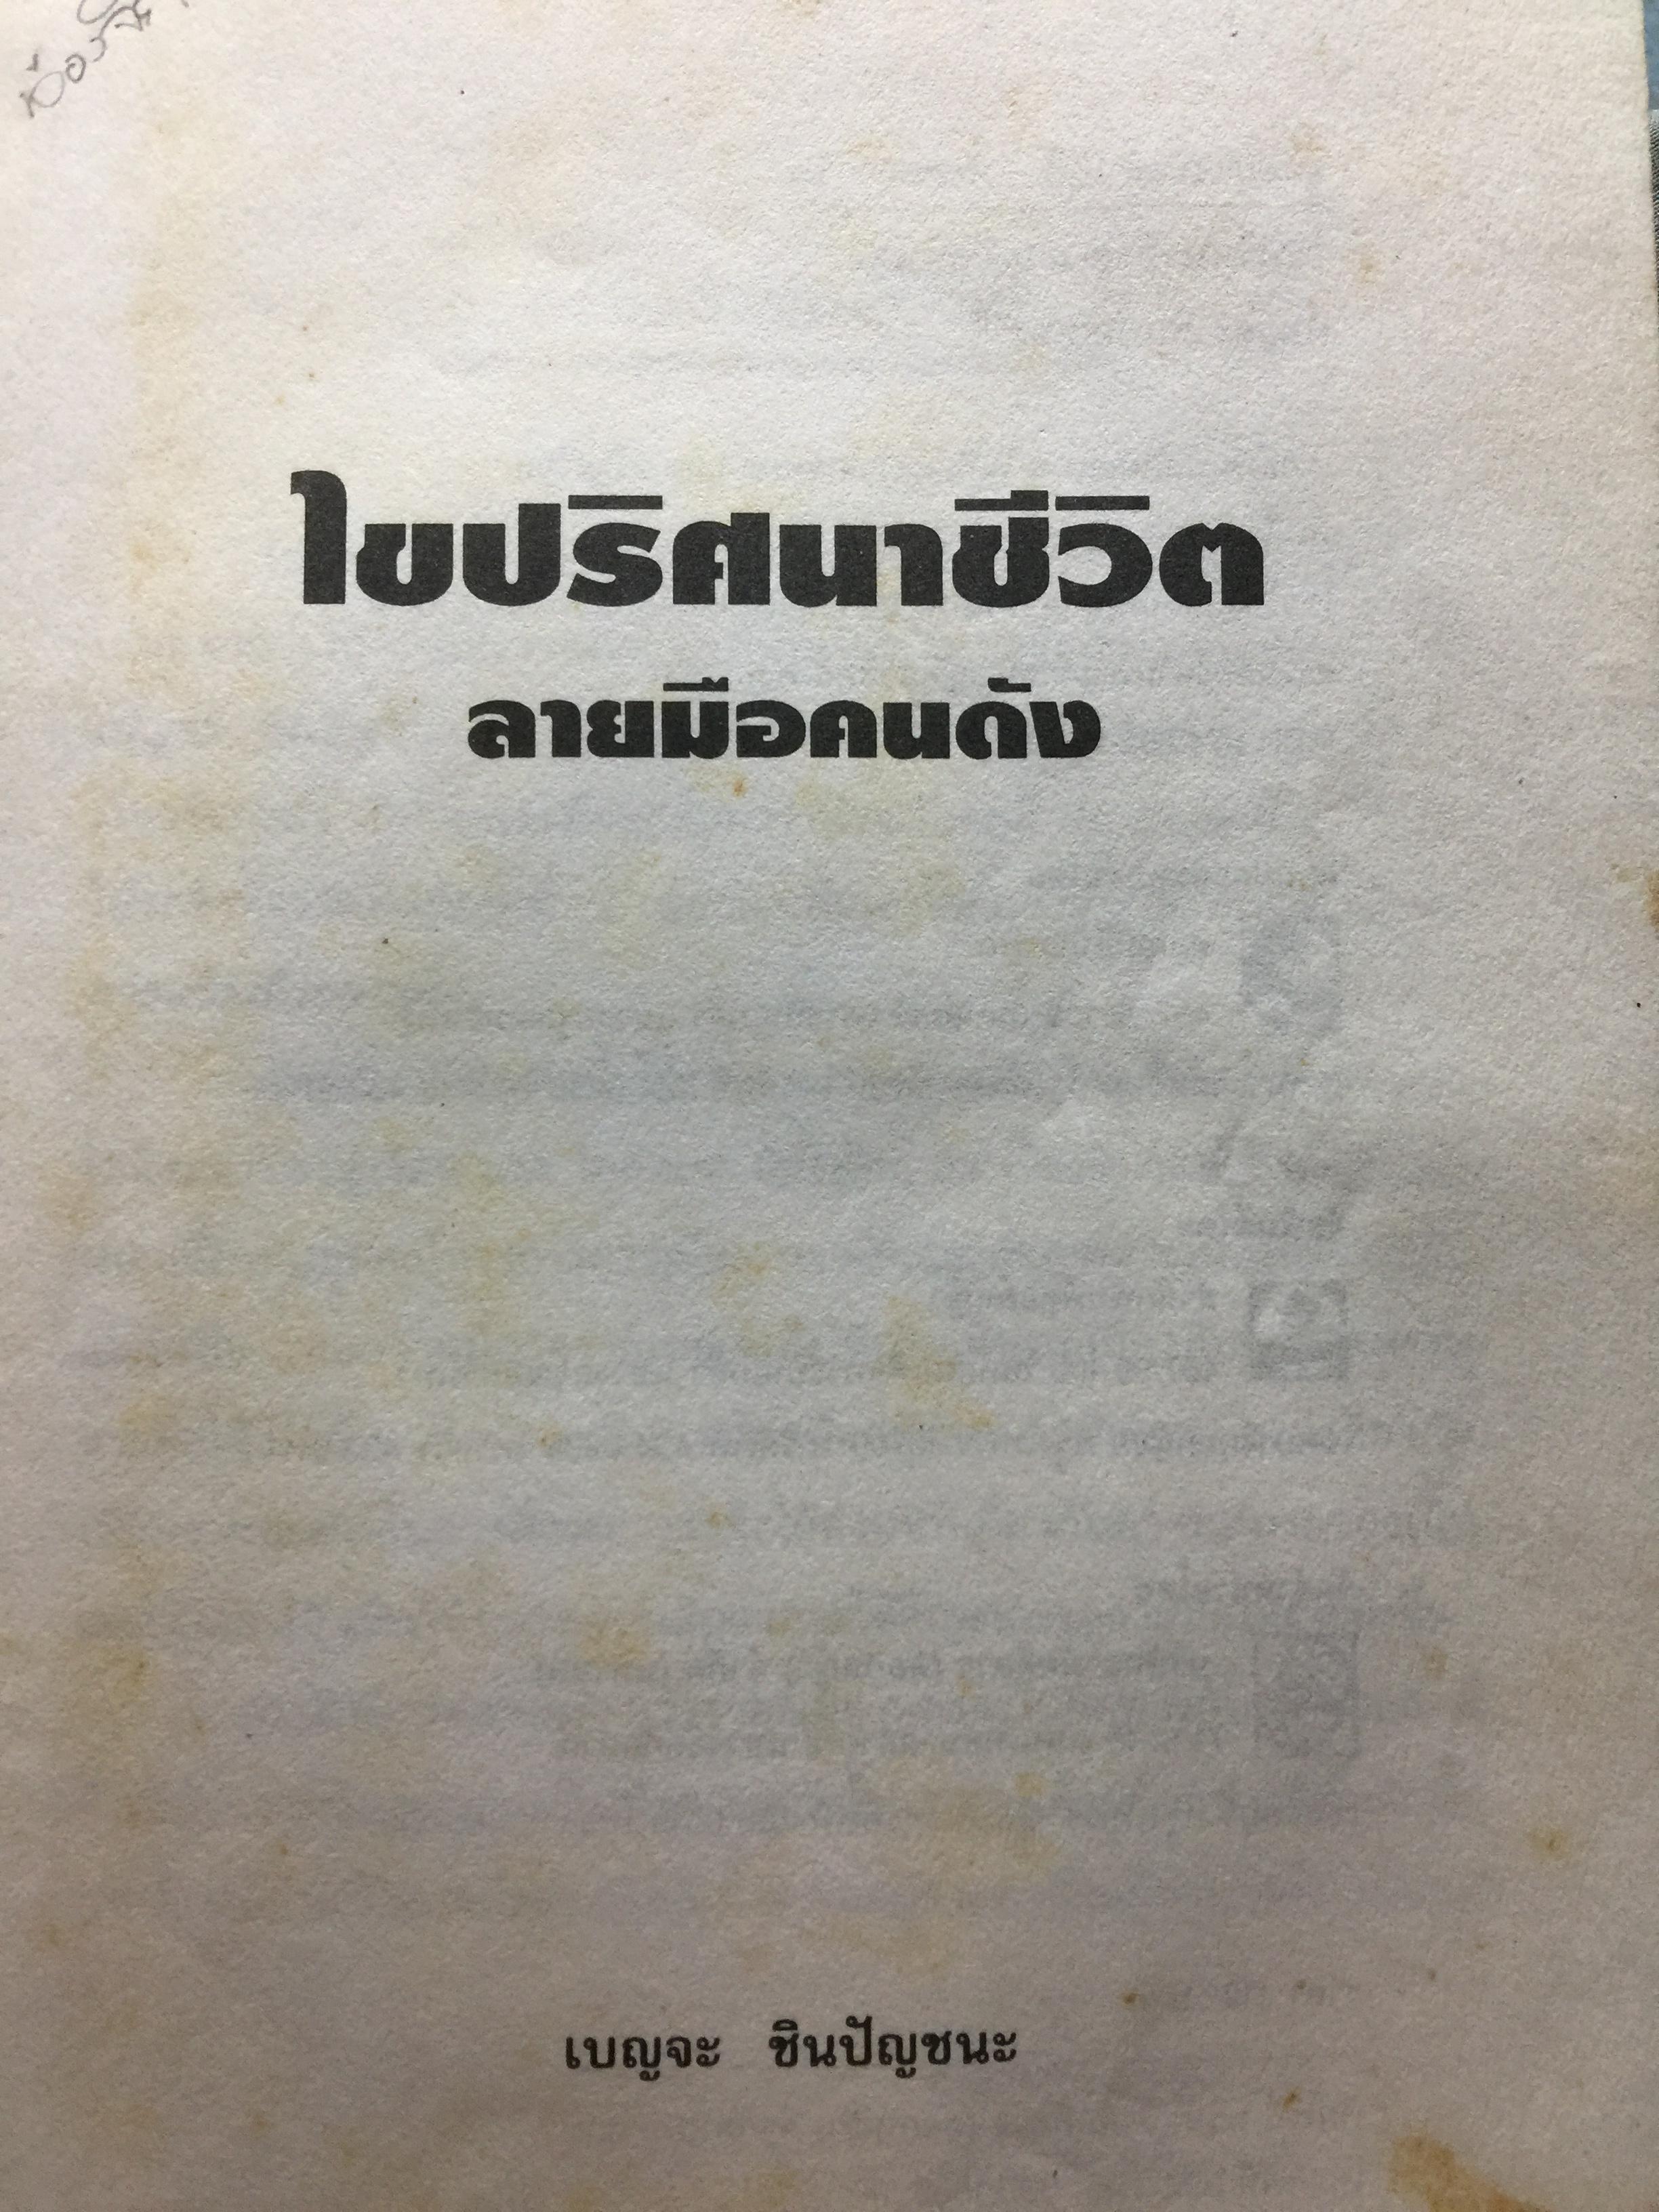 ไขปริศนาชีวิต
ลายมือคนดัง
เบญจะ ชินปัญชนะ